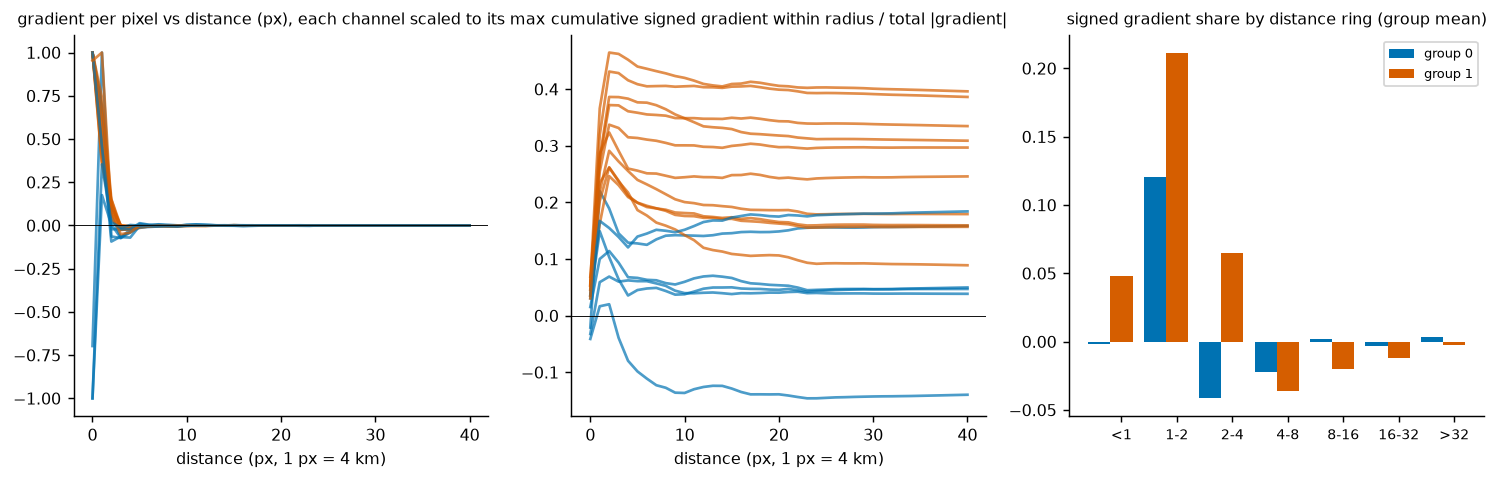 gradient per pixel vs distance (px), each channel scaled to its max
cumulative signed gradient within radius / total |gradient|
signed gradient share by distance ring (group mean)
1.00
0.75
0.50
0.25
0.00
−0.25
−0.50
−0.75
−1.00
0 10 20 30 40
distance (px, 1 px = 4 km)
0.4
0.3
0.2
0.1
0.0
−0.1
0 10 20 30 40
distance (px, 1 px = 4 km)
group 0
group 1
0.20
0.15
0.10
0.05
0.00
−0.05
<1 1-2 2-4 4-8 8-16 16-32 >32